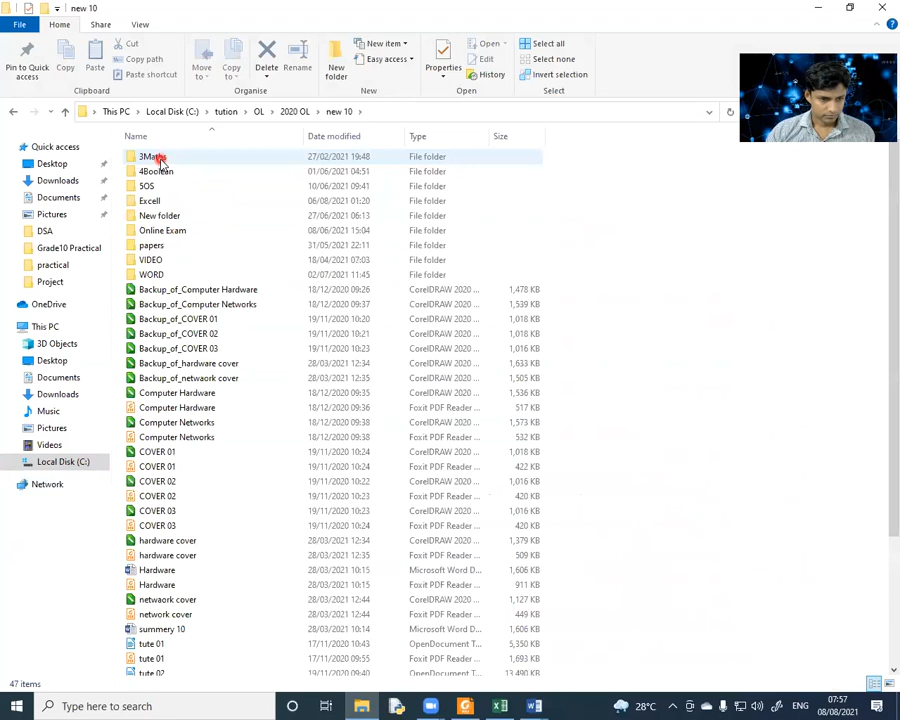 new 10
File
Home
Share
View
Pin to Quick access
Copy
Paste
Cut
Copy path
Paste shortcut
Clipboard
Move to
Copy to
Delete
Rename
Organise
New folder
New item
Easy access
New
Properties
Open
Edit
History
Open
Select all
Select none
Invert selection
Select
This PC > Local Disk (C:) > tution > OL > 2020 OL > new 10 >
Name Date modified Type Size
Quick access
Desktop
Downloads
Documents
Pictures
DSA
Grade10 Practical
practical
Project
OneDrive
This PC
3D Objects
Desktop
Documents
Downloads
Music
Pictures
Videos
Local Disk (C:)
Network
3Maths 27/02/2021 19:48 File folder
4Boolean 01/06/2021 04:51 File folder
5OS 10/06/2021 09:41 File folder
Excell 06/08/2021 01:20 File folder
New folder 27/06/2021 06:13 File folder
Online Exam 08/06/2021 15:04 File folder
papers 31/05/2021 22:11 File folder
VIDEO 18/04/2021 07:03 File folder
WORD 02/07/2021 11:45 File folder
Backup_of_Computer Hardware 18/12/2020 09:26 CorelDRAW 2020 ... 1,478 KB
Backup_of_Computer Networks 18/12/2020 09:37 CorelDRAW 2020 ... 1,539 KB
Backup_of_COVER 01 19/11/2020 10:20 CorelDRAW 2020 ... 1,018 KB
Backup_of_COVER 02 19/11/2020 10:21 CorelDRAW 2020 ... 1,018 KB
Backup_of_COVER 03 19/11/2020 10:23 CorelDRAW 2020 ... 1,016 KB
Backup_of_hardware cover 28/03/2021 12:34 CorelDRAW 2020 ... 1,633 KB
Backup_of_netwaork cover 28/03/2021 12:35 CorelDRAW 2020 ... 1,505 KB
Computer Hardware 18/12/2020 09:35 CorelDRAW 2020 ... 1,536 KB
Computer Hardware 18/12/2020 09:36 Foxit PDF Reader ... 517 KB
Computer Networks 18/12/2020 09:38 CorelDRAW 2020 ... 1,573 KB
Computer Networks 18/12/2020 09:38 Foxit PDF Reader ... 532 KB
COVER 01 19/11/2020 10:24 CorelDRAW 2020 ... 1,018 KB
COVER 01 19/11/2020 10:24 Foxit PDF Reader ... 422 KB
COVER 02 19/11/2020 10:22 CorelDRAW 2020 ... 1,016 KB
COVER 02 19/11/2020 10:23 Foxit PDF Reader ... 420 KB
COVER 03 19/11/2020 10:23 CorelDRAW 2020 ... 1,016 KB
COVER 03 19/11/2020 10:24 Foxit PDF Reader ... 420 KB
hardware cover 28/03/2021 12:34 CorelDRAW 2020 ... 1,379 KB
hardware cover 28/03/2021 12:35 Foxit PDF Reader ... 509 KB
Hardware 28/03/2021 10:15 Microsoft Word D... 1,606 KB
Hardware 28/03/2021 10:15 Foxit PDF Reader ... 911 KB
netwaork cover 28/03/2021 12:44 CorelDRAW 2020 ... 1,127 KB
network cover 28/03/2021 12:44 Foxit PDF Reader ... 449 KB
summery 10 28/03/2021 10:14 Microsoft Word D... 1,606 KB
tute 01 17/11/2020 10:43 OpenDocument T... 5,350 KB
tute 01 17/11/2020 09:55 Foxit PDF Reader ... 1,693 KB
tute 02 19/11/2020 09:40 OpenDocument T... 13,490 KB
47 items
Type here to search
28°C
ENG
07:57
08/08/2021